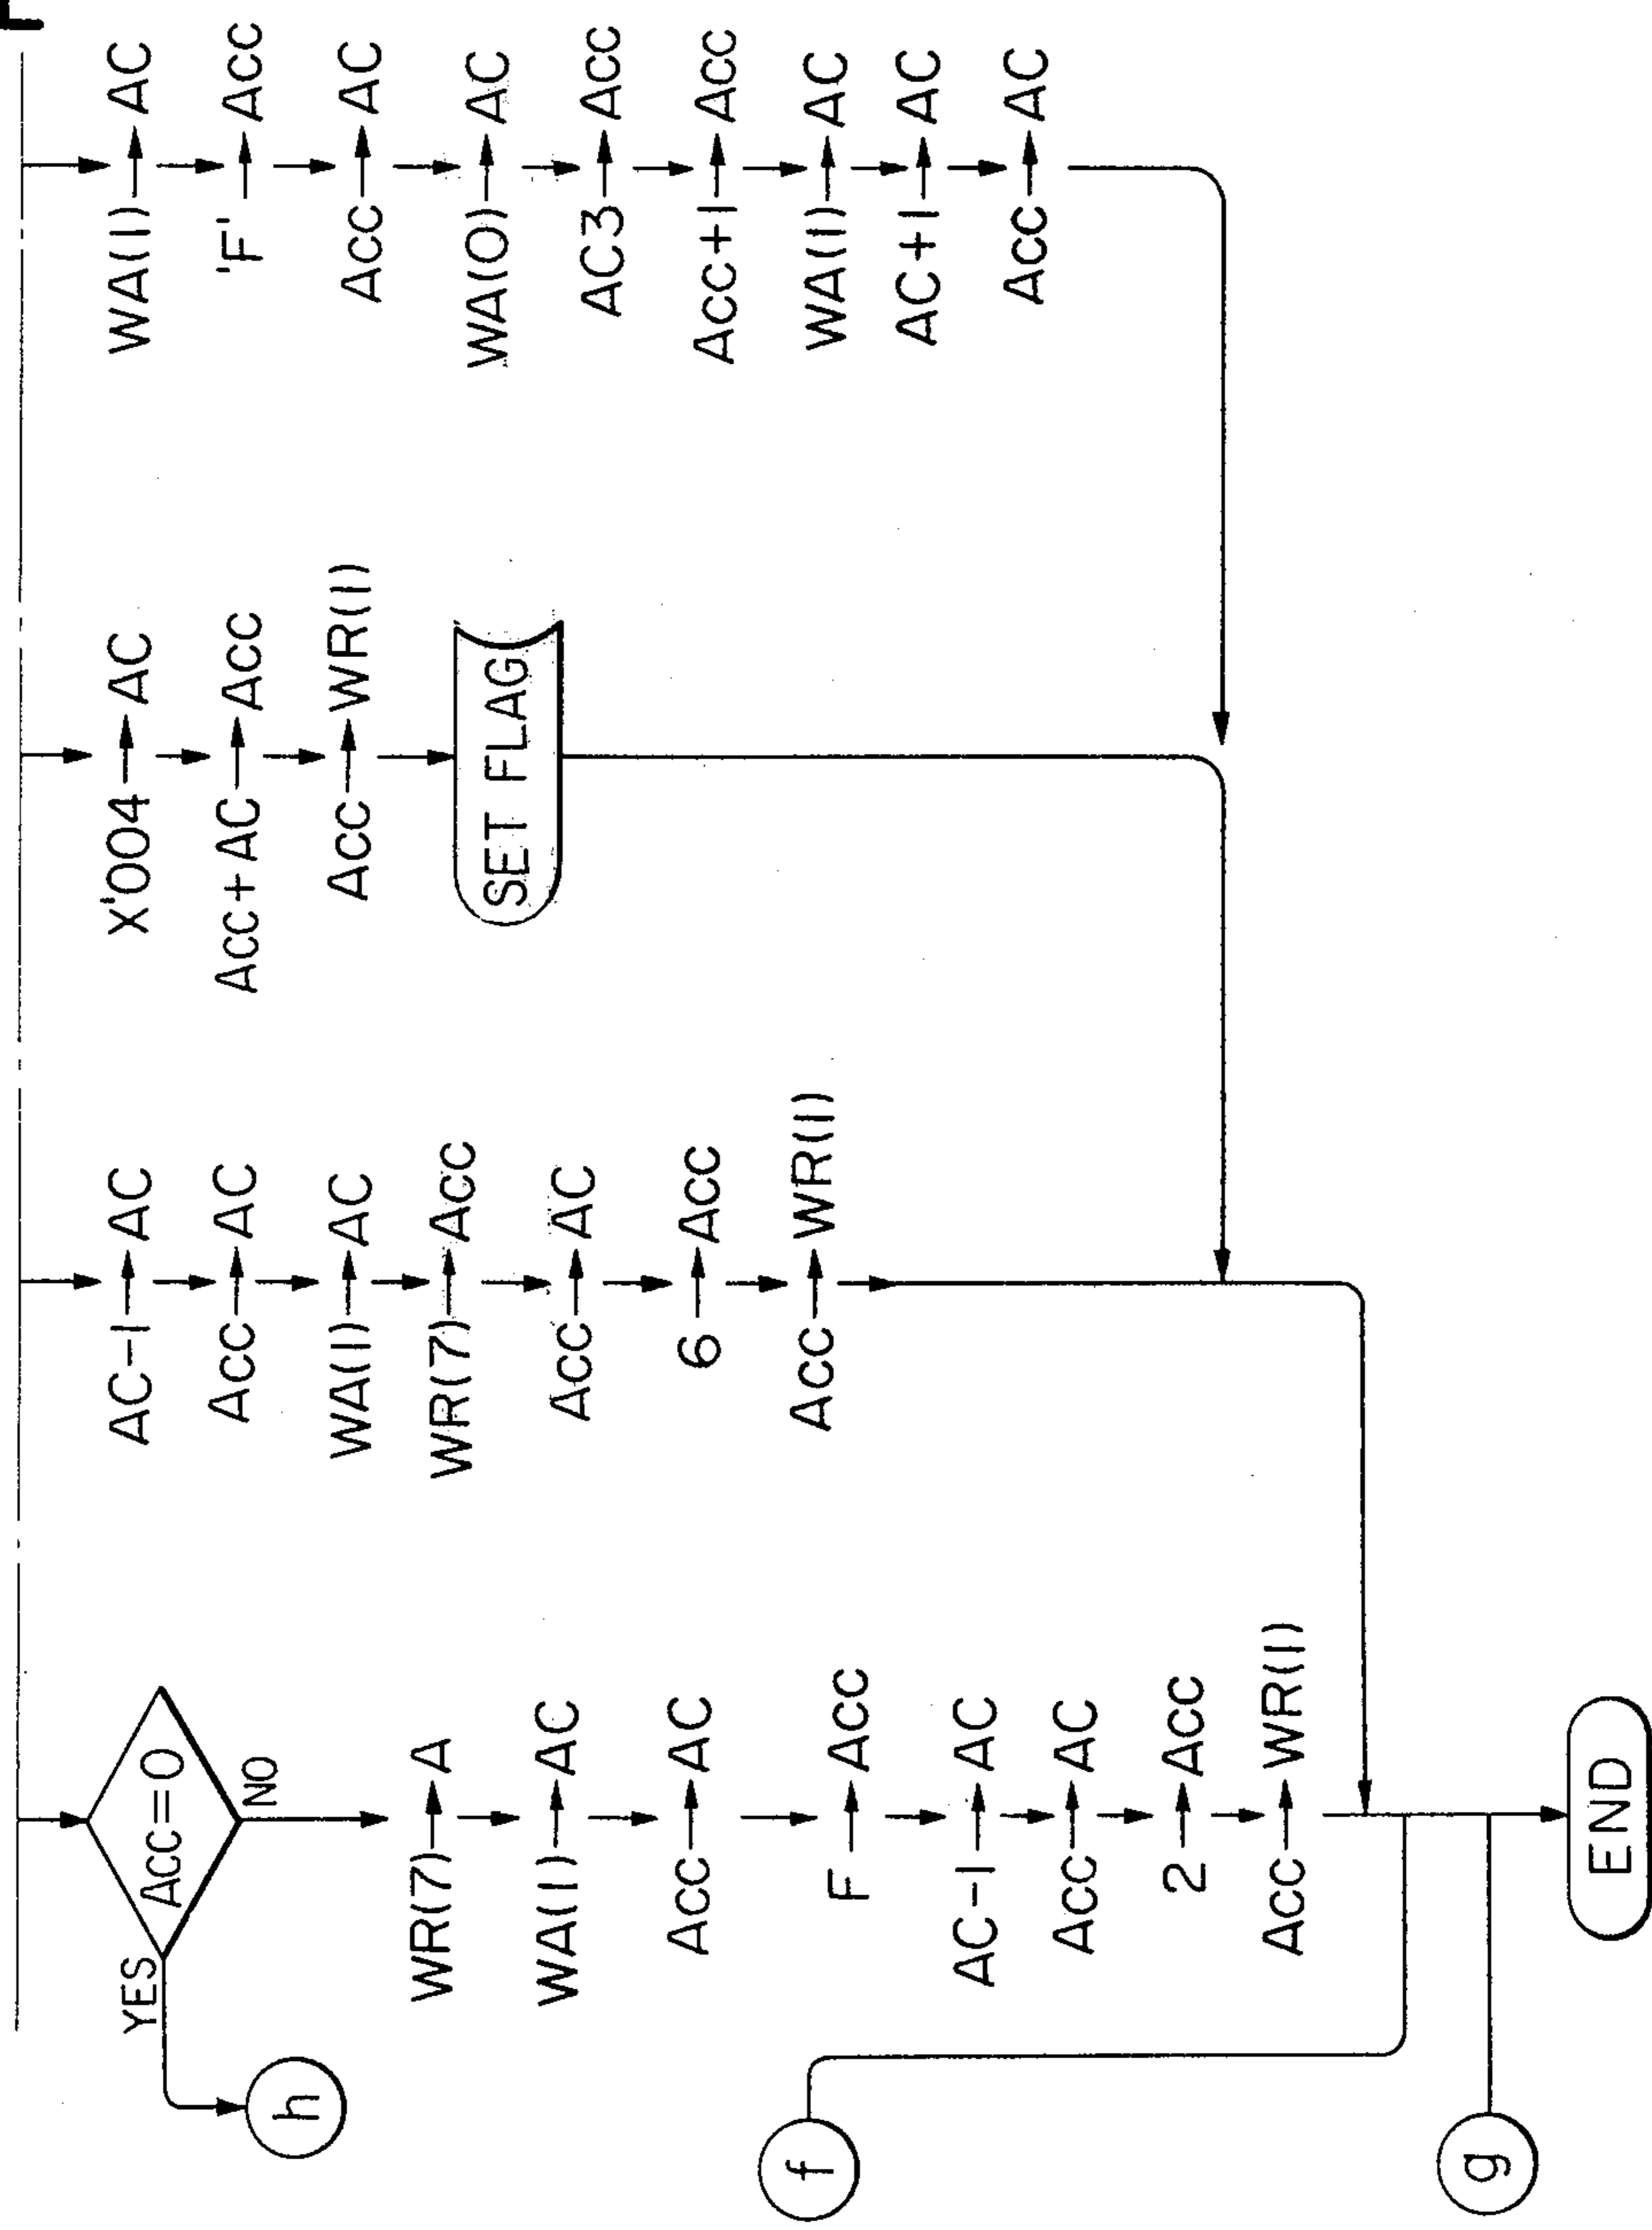 YES
Acc=0
NO
h
WR(7)→A
WA(1)→AC
Acc→AC
F→Acc
AC-1→AC
Acc→AC
2→Acc
Acc→WR(1)
f
g
END
AC-1→AC
Acc→AC
WA(1)→AC
WR(7)→Acc
Acc→AC
6→Acc
Acc→WR(1)
X'004→AC
Acc+AC→Acc
Acc→WR(1)
SET FLAG
WA(1)→AC
'F'→Acc
Acc→AC
WA(0)→AC
AC3→Acc
Acc+1→Acc
WA(1)→AC
AC+1→AC
Acc→AC